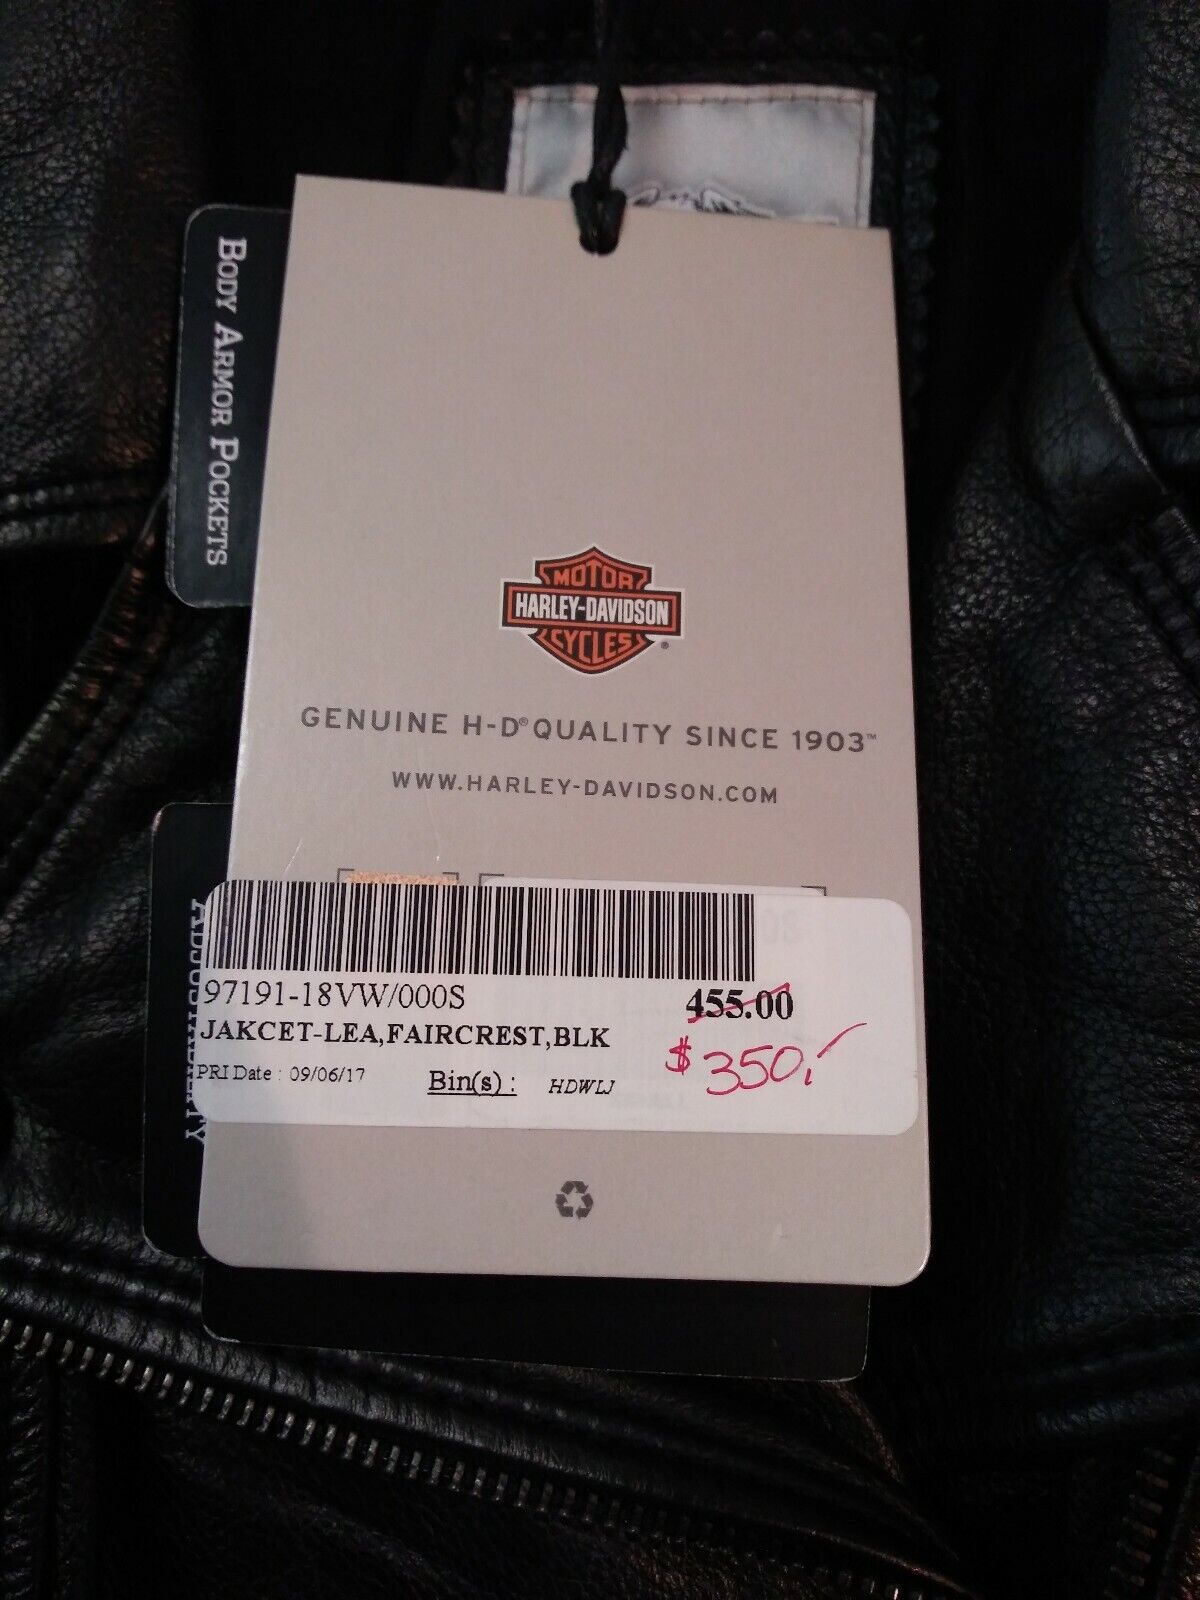 BODY ARMOR POCKETS
MOTOR
HARLEY-DAVIDSON
CYCLES
GENUINE H-D® QUALITY SINCE 1903™
WWW.HARLEY-DAVIDSON.COM
97191-18VW/000S
455.00
JAKCET-LEA,FAIRCREST,BLK
$350,-
PRI Date : 09/06/17
Bin(s) :
HDWLJ